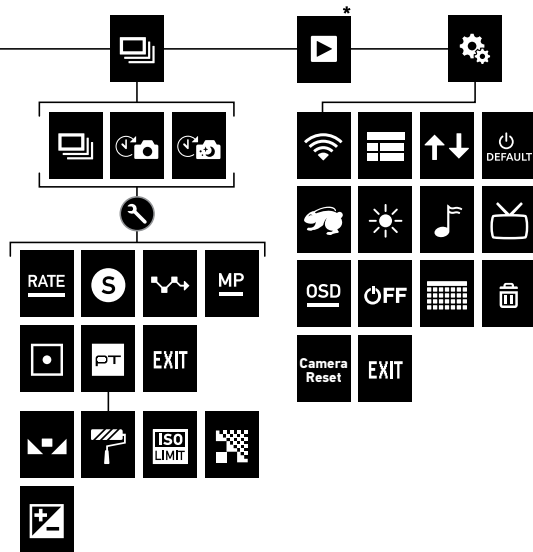 *
DEFAULT
RATE
S
MP
OSD
OFF
PT
EXIT
Camera
Reset
EXIT
ISO
LIMIT